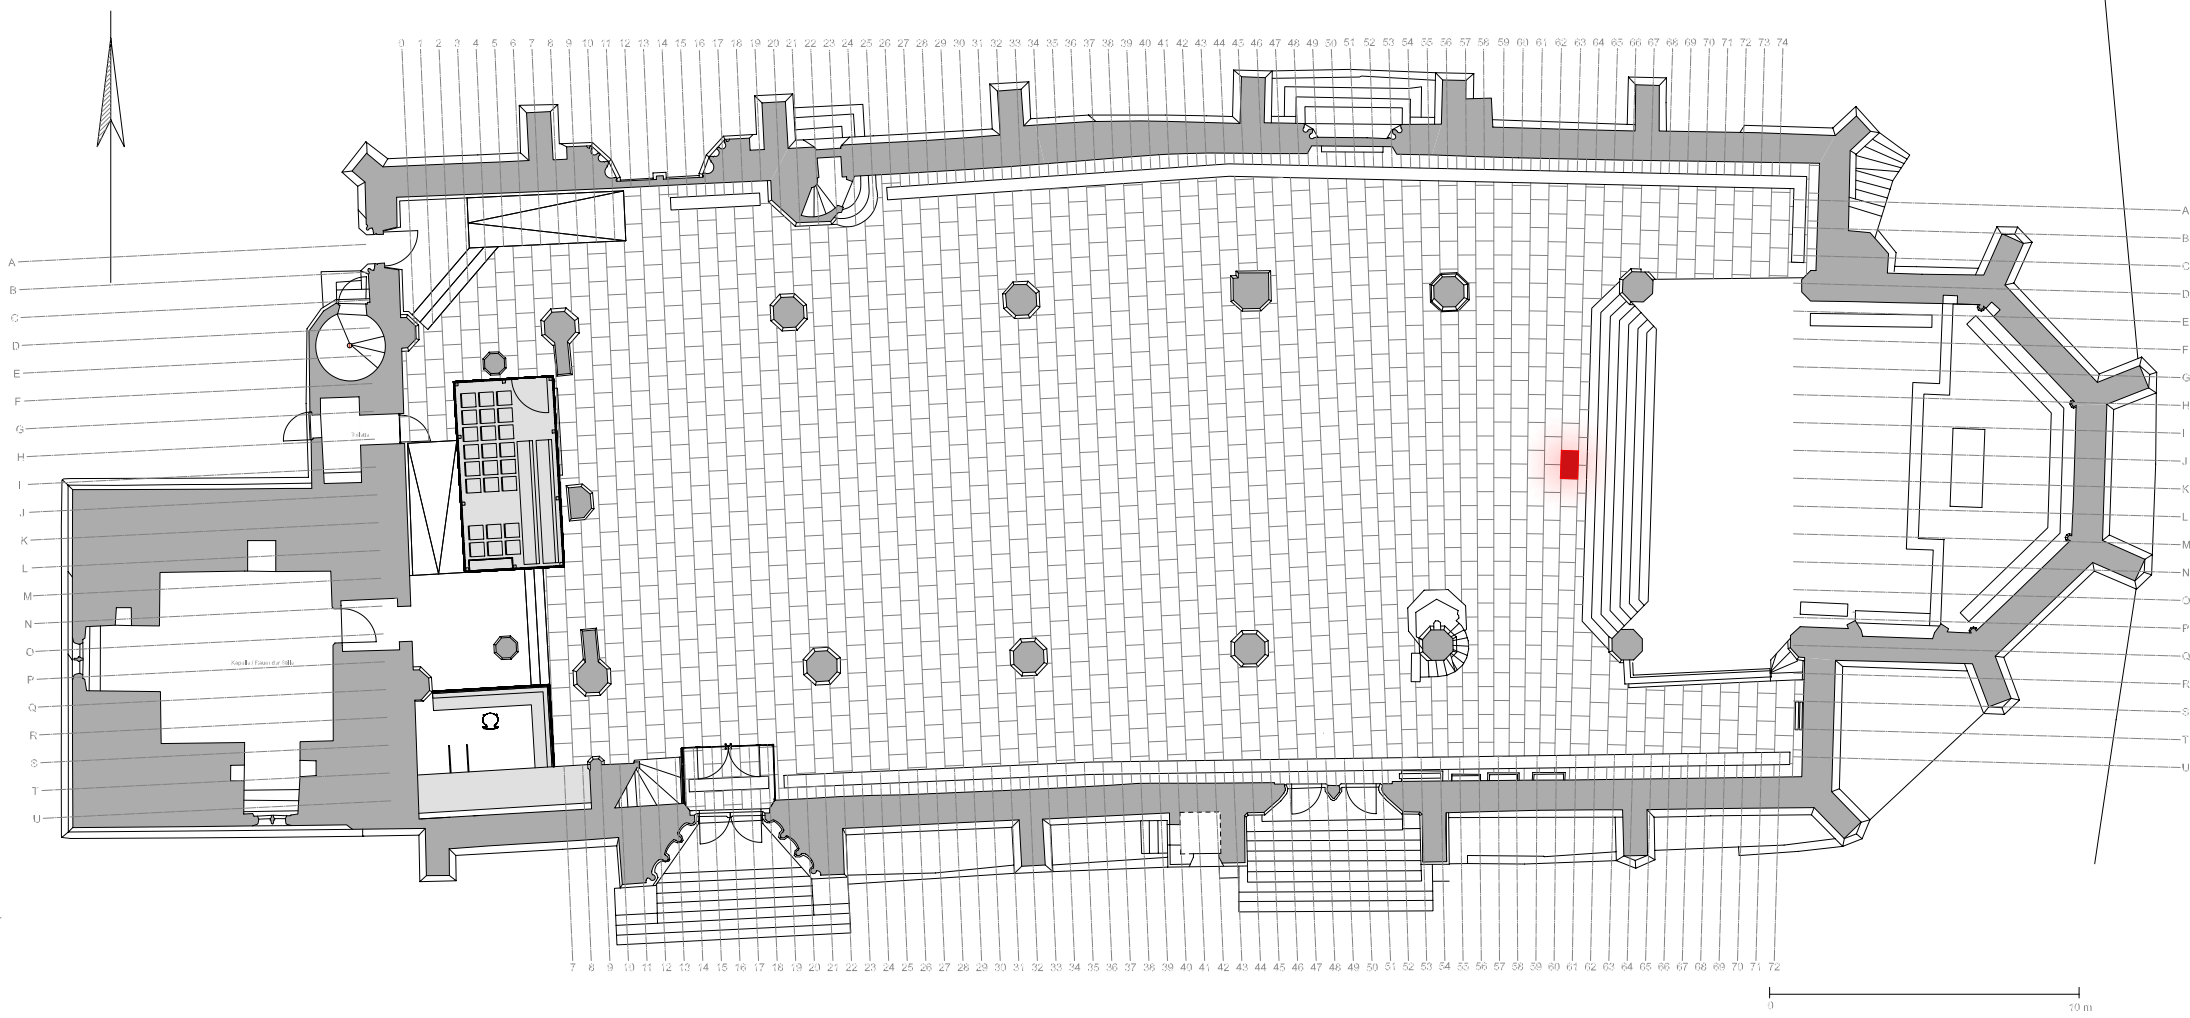 0 1 2 3 4 5 6 7 8 9 10 11 12 13 14 15 16 17 18 19 20 21 22 23 24 25 26 27 28 29 30 31 32 33 34 35 36 37 38 39 40 41 42 43 44 45 46 47 48 49 50 51 52 53 54 55 56 57 58 59 60 61 62 63 64 65 66 67 68 69 70 71 72 73 74
A
B
C
D
E
F
G
H
I
J
K
L
M
N
O
P
Q
R
S
T
U
A
B
C
D
E
F
G
H
I
J
K
L
M
N
O
P
Q
R
S
T
U
7 8 9 10 11 12 13 14 15 16 17 18 19 20 21 22 23 24 25 26 27 28 29 30 31 32 33 34 35 36 37 38 39 40 41 42 43 44 45 46 47 48 49 50 51 52 53 54 55 56 57 58 59 60 61 62 63 64 65 66 67 68 69 70 71 72
0 10 m